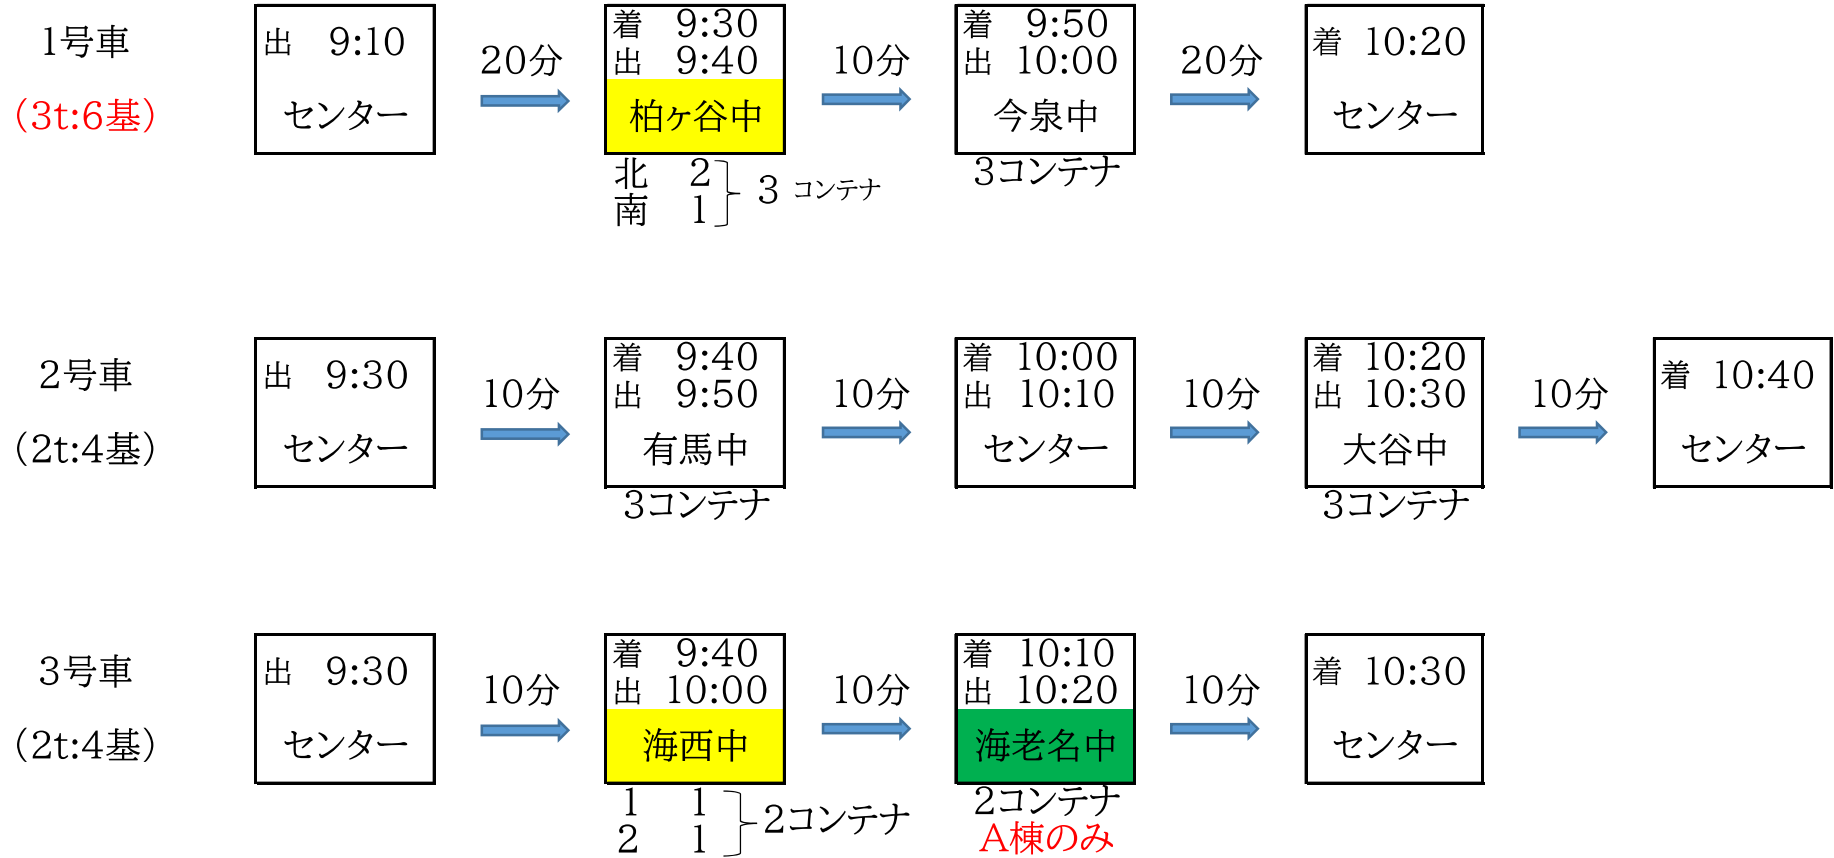 1号車
(3t:6基)
出 9:10
センター
20分
着 9:30
出 9:40
柏ヶ谷中
北 2
南 1
3 コンテナ
10分
着 9:50
出 10:00
今泉中
3コンテナ
20分
着 10:20
センター
2号車
(2t:4基)
出 9:30
センター
10分
着 9:40
出 9:50
有馬中
3コンテナ
10分
着 10:00
出 10:10
センター
10分
着 10:20
出 10:30
大谷中
3コンテナ
10分
着 10:40
センター
3号車
(2t:4基)
出 9:30
センター
10分
着 9:40
出 10:00
海西中
1 1
2 1
2コンテナ
10分
着 10:10
出 10:20
海老名中
2コンテナ
A棟のみ
10分
着 10:30
センター